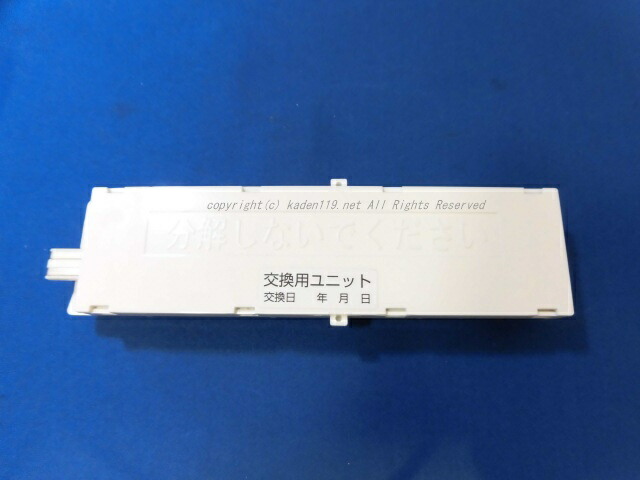 copyright(c) kaden119.net All Rights Reserved
分解しないでください
交換用ユニット
交換日 年 月 日